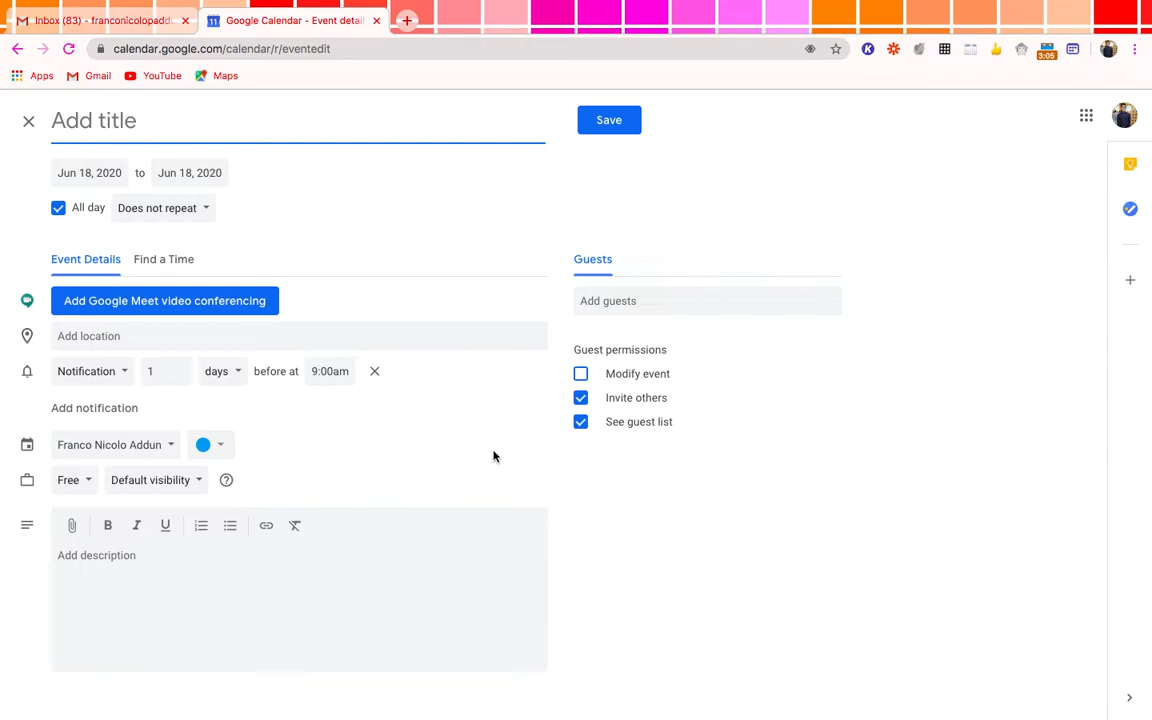 Inbox (83) - franconicolopadd
Google Calendar - Event detai
calendar.google.com/calendar/r/eventedit
3:05
Apps
Gmail
YouTube
Maps
Add title
Save
Jun 18, 2020 to Jun 18, 2020
All day Does not repeat
Event Details Find a Time
Guests
Add Google Meet video conferencing
Add guests
Add location
Guest permissions
Notification 1 days before at 9:00am
Modify event
Invite others
Add notification
See guest list
Franco Nicolo Addun
Free Default visibility
B I U
Add description